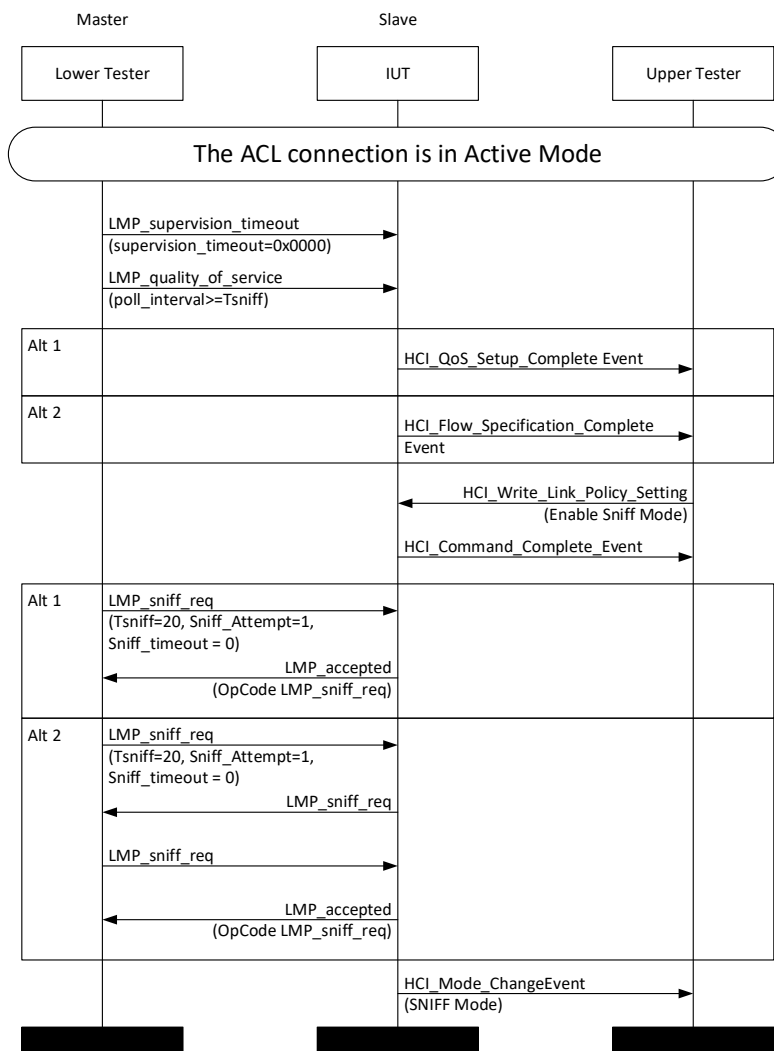 Master
Slave
Lower Tester
IUT
Upper Tester
The ACL connection is in Active Mode
LMP_supervision_timeout
(supervision_timeout=0x0000)
LMP_quality_of_service
(poll_interval>=Tsniff)
Alt 1
HCI_QoS_Setup_Complete Event
Alt 2
HCI_Flow_Specification_Complete
Event
HCI_Write_Link_Policy_Setting
(Enable Sniff Mode)
HCI_Command_Complete_Event
Alt 1
LMP_sniff_req
(Tsniff=20, Sniff_Attempt=1,
Sniff_timeout = 0)
LMP_accepted
(OpCode LMP_sniff_req)
Alt 2
LMP_sniff_req
(Tsniff=20, Sniff_Attempt=1,
Sniff_timeout = 0)
LMP_sniff_req
LMP_sniff_req
LMP_accepted
(OpCode LMP_sniff_req)
HCI_Mode_ChangeEvent
(SNIFF Mode)